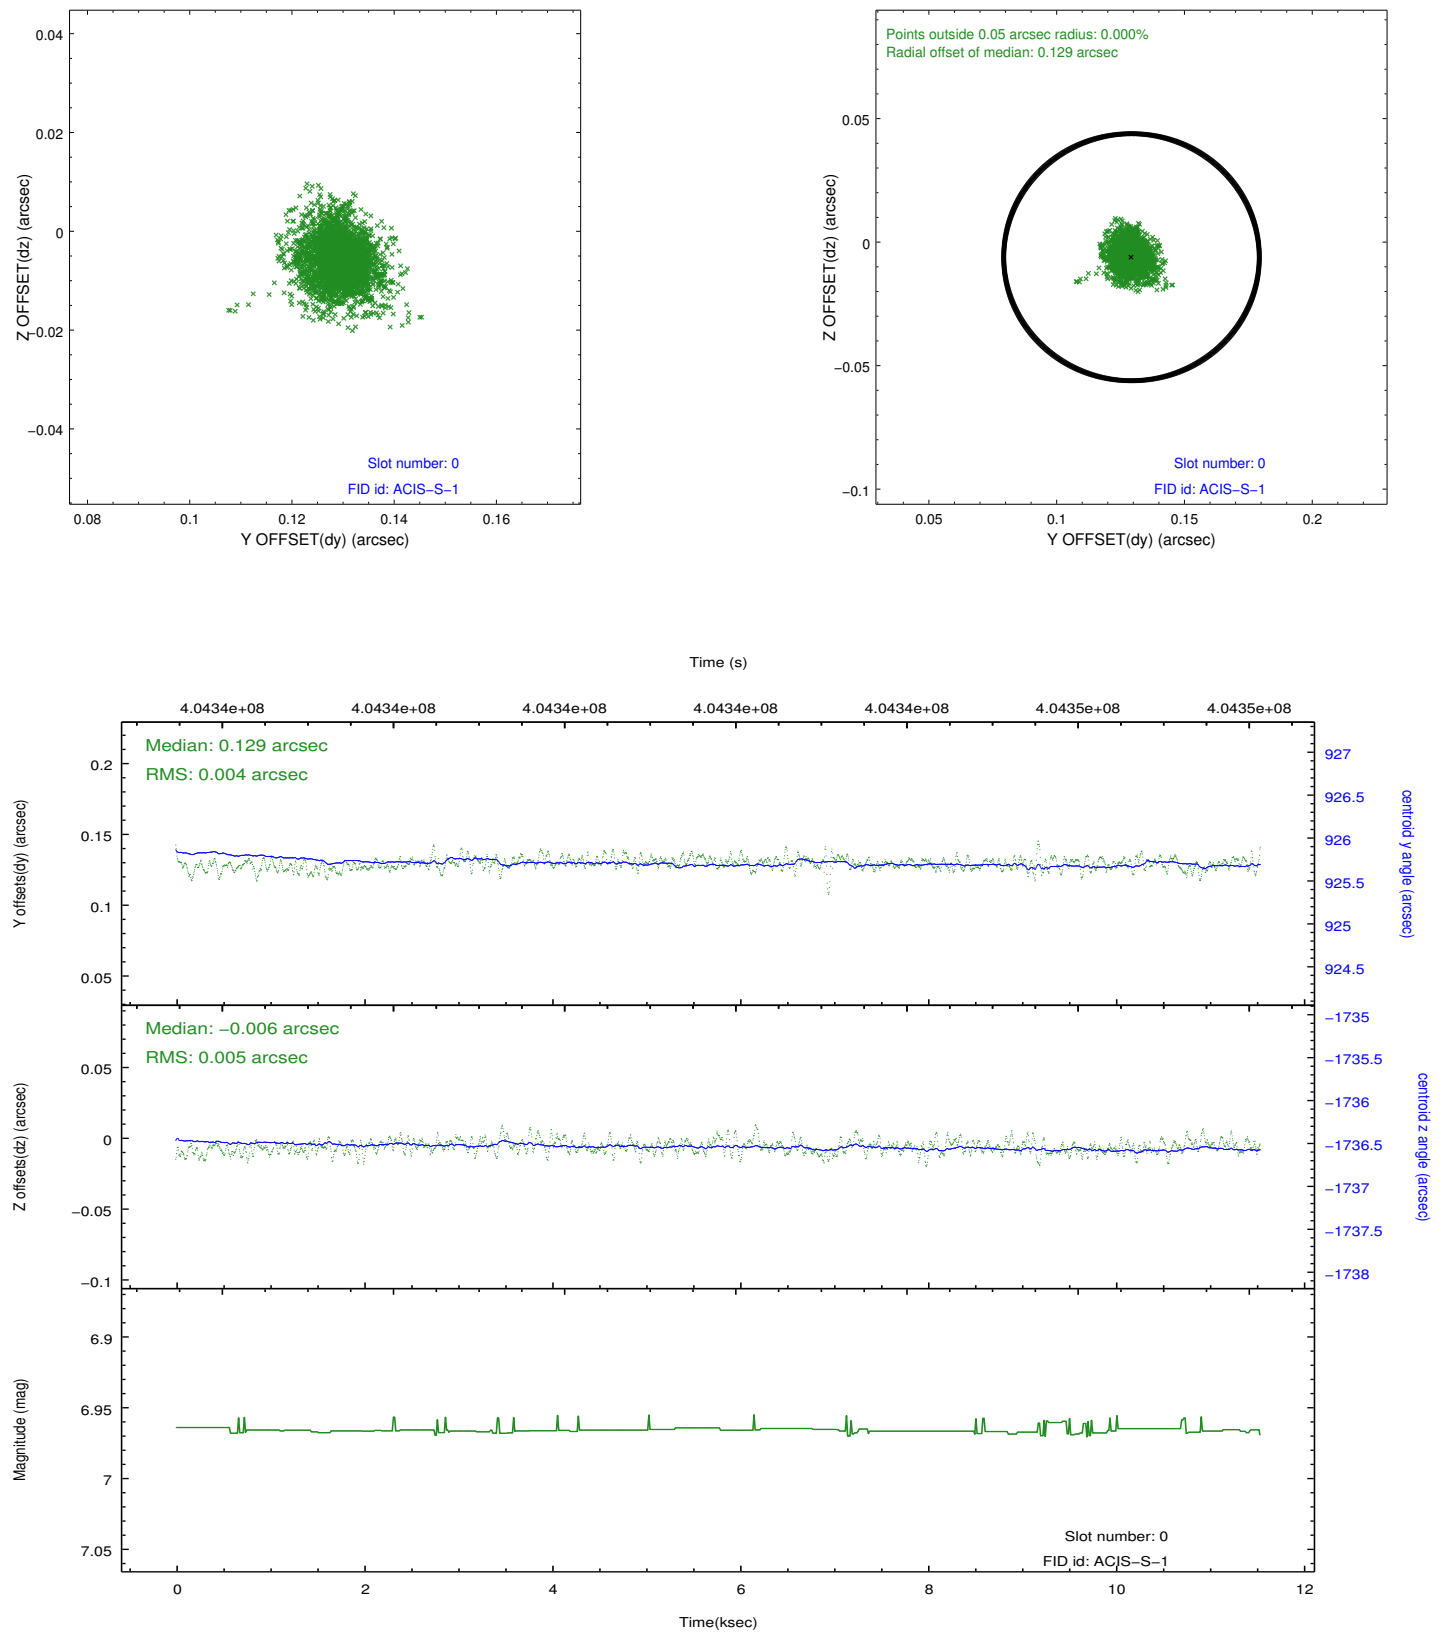 0.04
0.02
0
−0.02
−0.04
Z OFFSET(dz) (arcsec)
Slot number: 0
FID id: ACIS−S−1
0.08 0.1 0.12 0.14 0.16
Y OFFSET(dy) (arcsec)
Points outside 0.05 arcsec radius: 0.000%
Radial offset of median: 0.129 arcsec
0.05
0
−0.05
−0.1
Z OFFSET(dz) (arcsec)
Slot number: 0
FID id: ACIS−S−1
0.05 0.1 0.15 0.2
Y OFFSET(dy) (arcsec)
Time (s)
4.0434e+08 4.0434e+08 4.0434e+08 4.0434e+08 4.0434e+08 4.0435e+08 4.0435e+08
Median: 0.129 arcsec
RMS: 0.004 arcsec
0.2
0.15
0.1
0.05
Y offsets(dy) (arcsec)
927
926.5
926
925.5
925
924.5
centroid y angle (arcsec)
Median: −0.006 arcsec
RMS: 0.005 arcsec
0.05
0
−0.05
−0.1
Z offsets(dz) (arcsec)
−1735
−1735.5
−1736
−1736.5
−1737
−1737.5
−1738
centroid z angle (arcsec)
6.9
6.95
7
7.05
Magnitude (mag)
Slot number: 0
FID id: ACIS−S−1
0 2 4 6 8 10 12
Time(ksec)